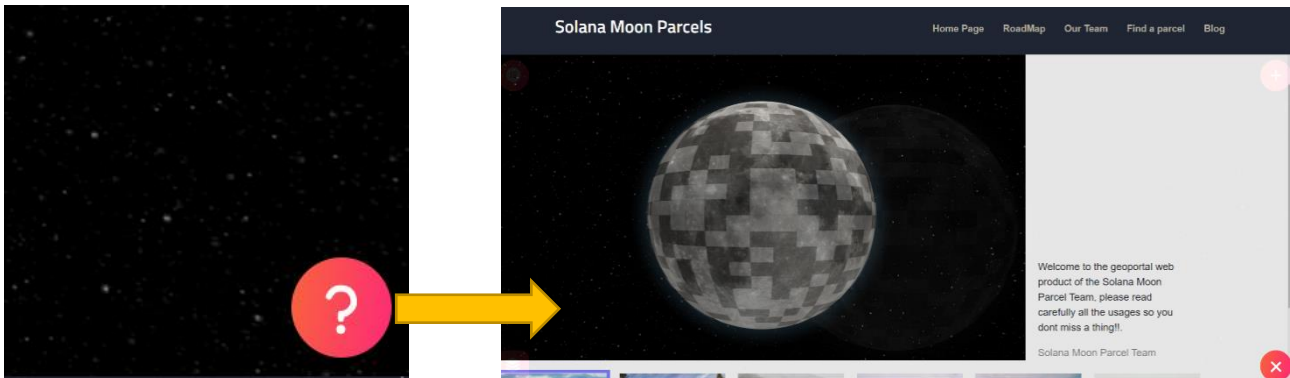 ?
Solana Moon Parcels
Home Page RoadMap Our Team Find a parcel Blog
Welcome to the geoportal web
product of the Solana Moon
Parcel Team, please read
carefully all the usages so you
dont miss a thing!!.
Solana Moon Parcel Team